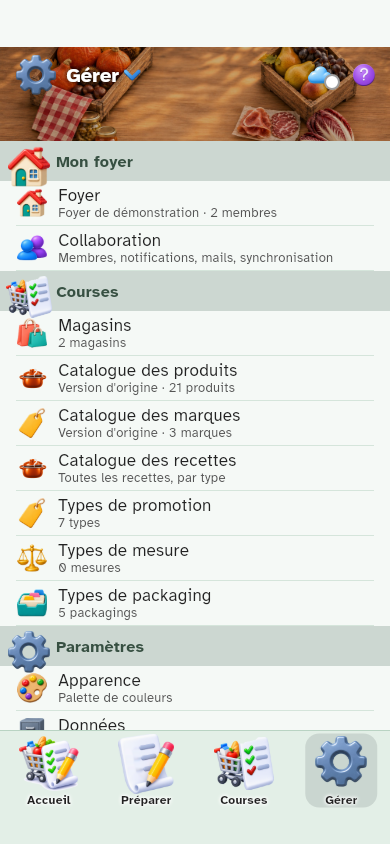 Gérer
?
Mon foyer
Foyer
Foyer de démonstration · 2 membres
Collaboration
Membres, notifications, mails, synchronisation
Courses
Magasins
2 magasins
Catalogue des produits
Version d'origine · 21 produits
Catalogue des marques
Version d'origine · 3 marques
Catalogue des recettes
Toutes les recettes, par type
Types de promotion
7 types
Types de mesure
0 mesures
Types de packaging
5 packagings
Paramètres
Apparence
Palette de couleurs
Données
Accueil
Préparer
Courses
Gérer